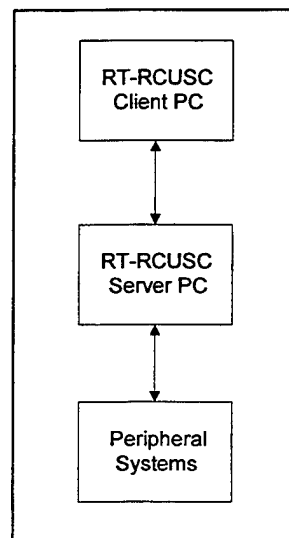 RT-RCUSC
Client PC
RT-RCUSC
Server PC
Peripheral
Systems